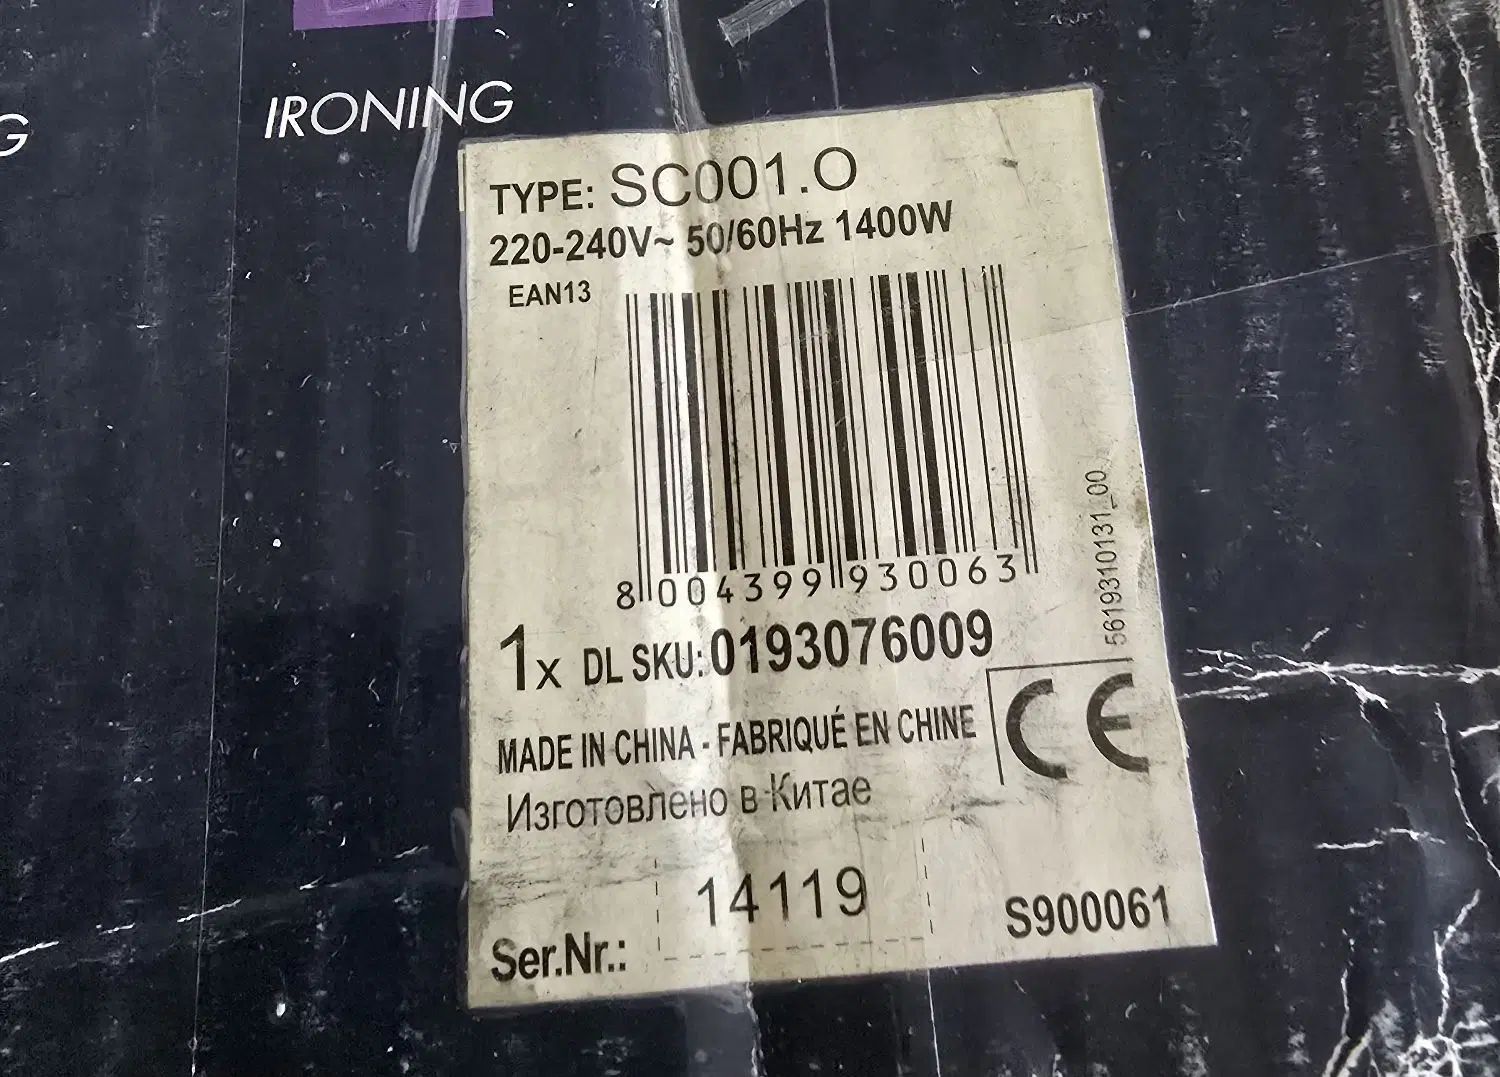 G
IRONING
TYPE: SC001.O
220-240V~ 50/60Hz 1400W
EAN13
8 004399 930063
5619310131_00
1x DL SKU:0193076009
MADE IN CHINA - FABRIQUÉ EN CHINE
CE
Изготовлено в Китае
14119
Ser.Nr.:
S900061